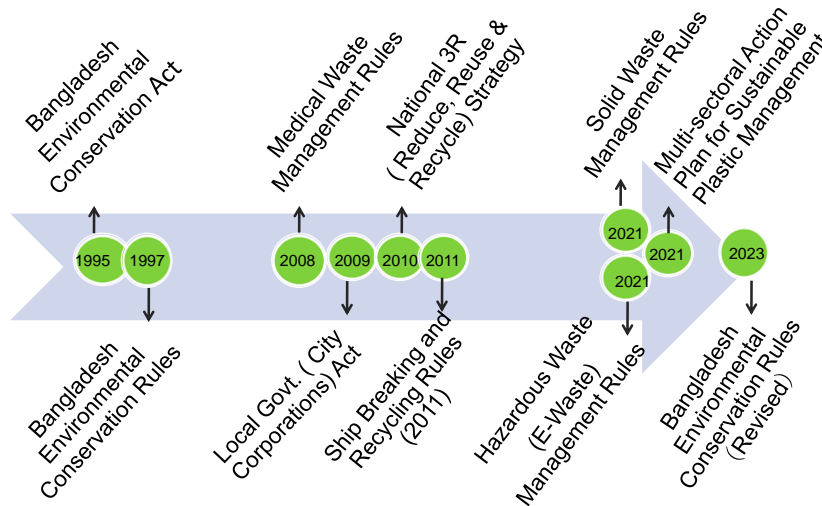 Bangladesh
Environmental
Conservation Act
Medical Waste
Management Rules
National 3R
(Reduce, Reuse &
Recycle) Strategy
Solid Waste
Management Rules
Multi-sectoral Action
Plan for Sustainable
Plastic Management
1995
1997
2008
2009
2010
2011
2021
2021
2021
2023
Bangladesh
Environmental
Conservation Rules
Local Govt. ( City
Corporations) Act
Ship Breaking and
Recycling Rules
(2011)
Hazardous Waste
(E-Waste)
Management Rules
Bangladesh
Environmental
Conservation Rules
(Revised)